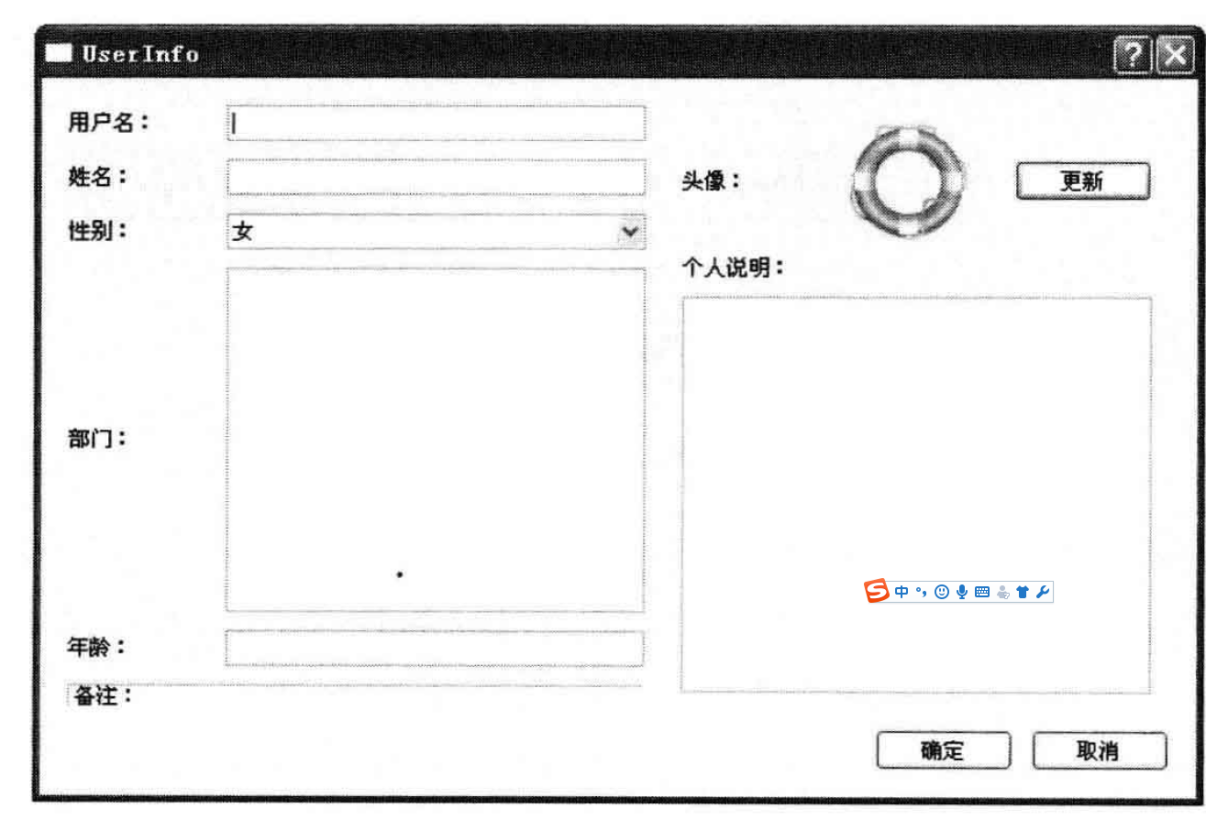 UserInfo
用户名：
姓名：
性别：
女
部门：
年龄：
备注：
头像：
更新
个人说明：
中
确定
取消